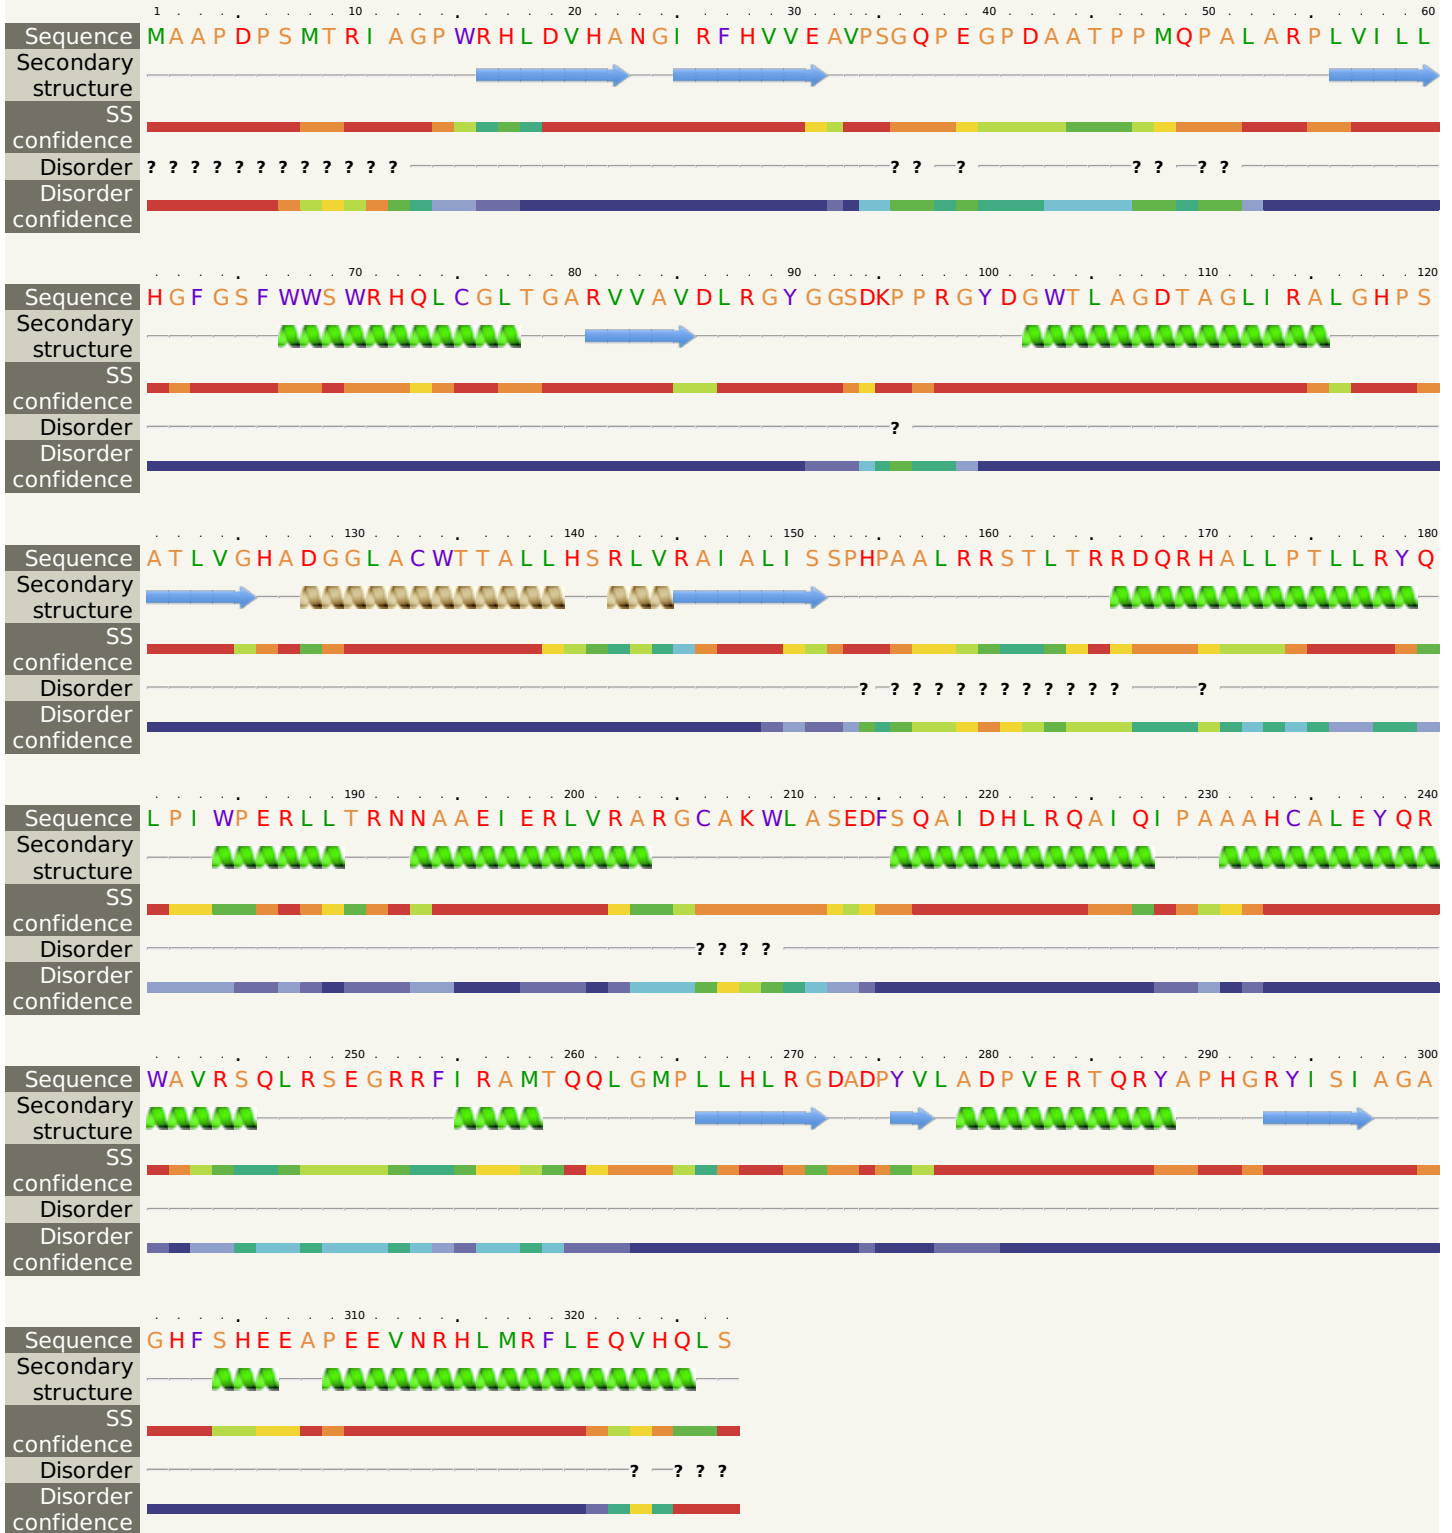 1 . . . . 10 . . . . 20 . . . . 30 . . . . 40 . . . . 50 . . . . 60
Sequence MAAPDPSMTRIAGPWRHLDVHANGIRFHVVEAVPSGQPEGPDAATPPMQPALARPLVILL
Secondary
structure
SS
confidence
Disorder ? ? ? ? ? ? ? ? ? ? ? ? ? ? ? ? ? ? ?
Disorder
confidence
. . . . 70 . . . . 80 . . . . 90 . . . . 100 . . . . 110 . . . . 120
Sequence HGFGSFWWSWRHQLCGLTGARVVAVDLRGYGGSDKPPRGYDGWTLAGDTAGLIRALGHPS
Secondary
structure
SS
confidence
Disorder ?
Disorder
confidence
. . . . 130 . . . . 140 . . . . 150 . . . . 160 . . . . 170 . . . . 180
Sequence ATLVGHADGGLACWTTALLHSRLVRAIALISSPHPAALRRSTLTRRDQRHALLPTLLRYQ
Secondary
structure
SS
confidence
Disorder ? ? ? ? ? ? ? ? ? ? ? ? ?
Disorder
confidence
. . . . 190 . . . . 200 . . . . 210 . . . . 220 . . . . 230 . . . . 240
Sequence LPIWPERLLTRNNAAEIERLVRARGCAKWLASEDFSQAIDHLRQAIQIPAAAHCALEYQR
Secondary
structure
SS
confidence
Disorder ? ? ? ?
Disorder
confidence
. . . . 250 . . . . 260 . . . . 270 . . . . 280 . . . . 290 . . . . 300
Sequence WAVRSQLRSEGRRFIRAMTQQLGMPLLHLRGDADPYVLADPVERTQRYAPHGRYISIAGA
Secondary
structure
SS
confidence
Disorder
Disorder
confidence
. . . . 310 . . . . 320 . . . .
Sequence GHFSHEEAPEEVNRHLMRFLEQVHQLS
Secondary
structure
SS
confidence
Disorder ? ? ? ?
Disorder
confidence